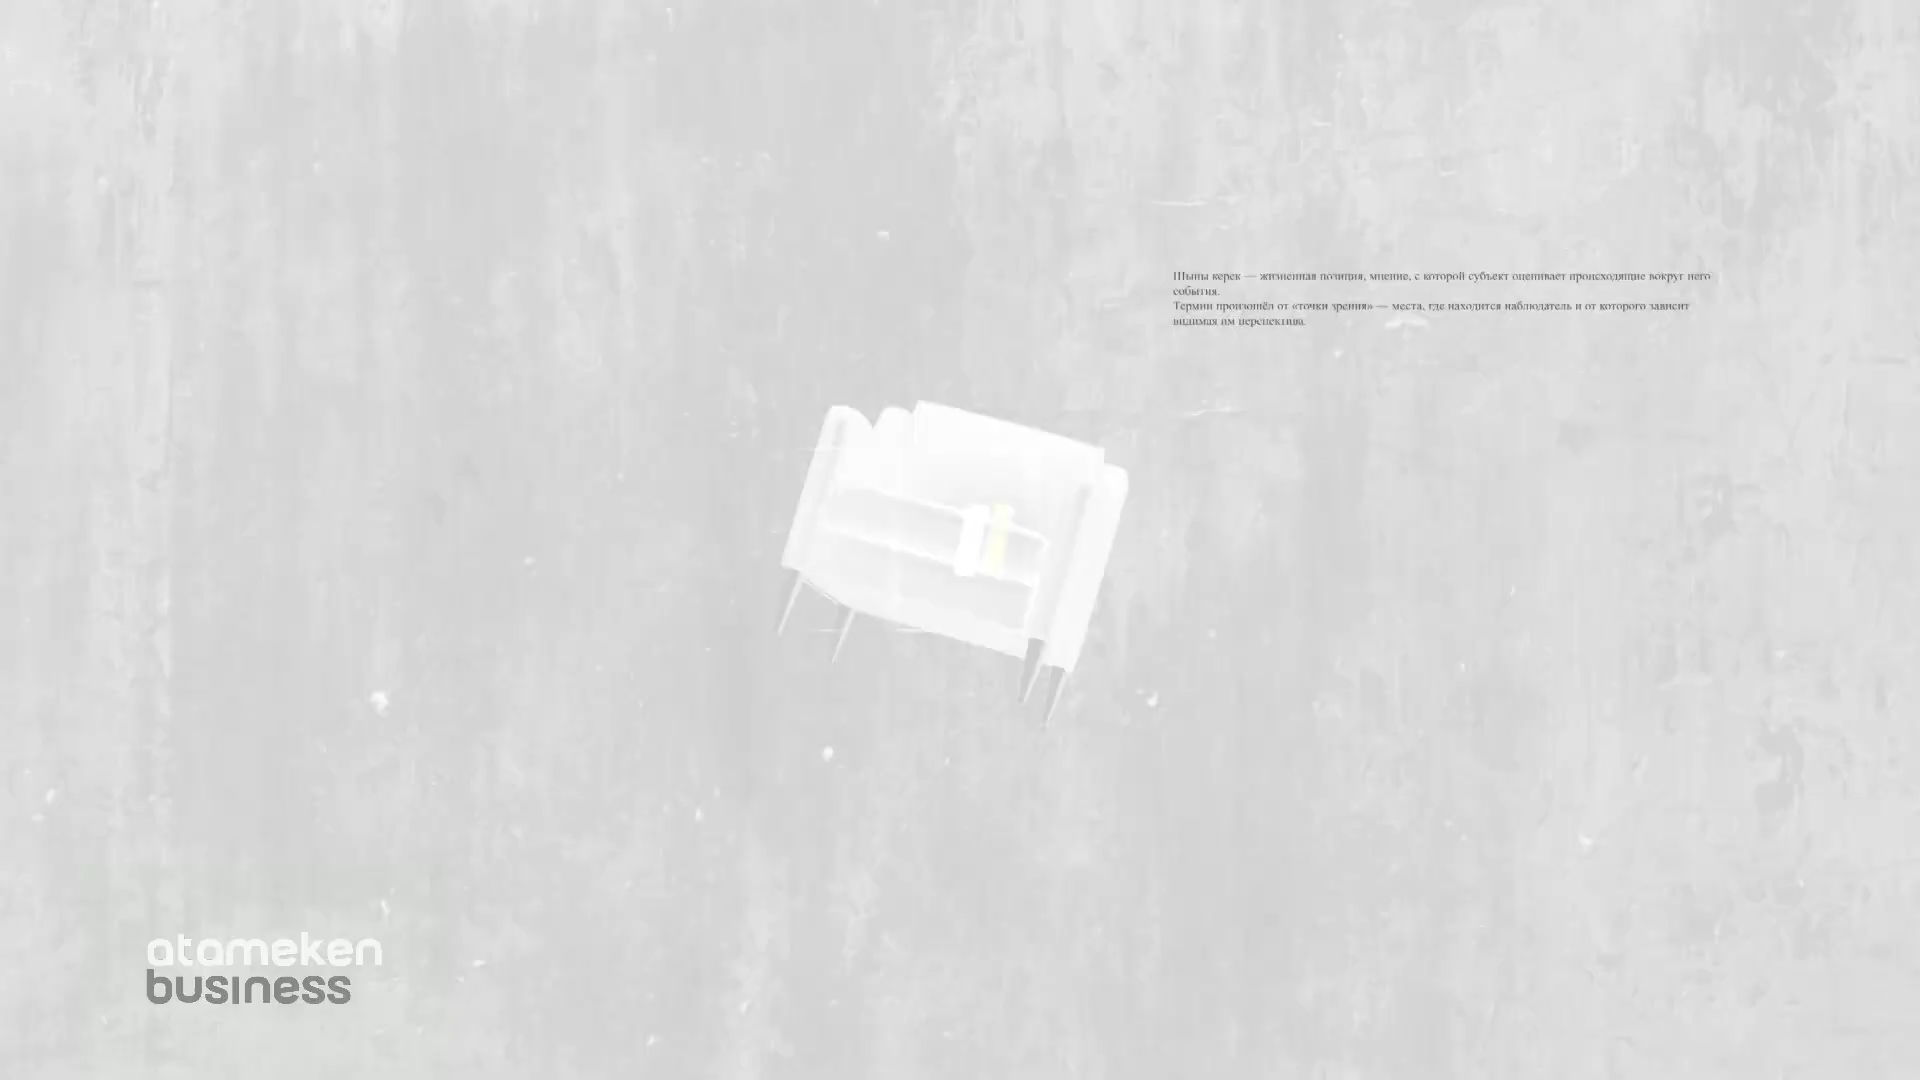 Шыны керек — жизненная позиция, мнение, с которой субъект оценивает происходящие вокруг него
события.
Термин произошёл от «точки зрения» — места, где находится наблюдатель и от которого зависит
видимая им перспектива.
atameken
business